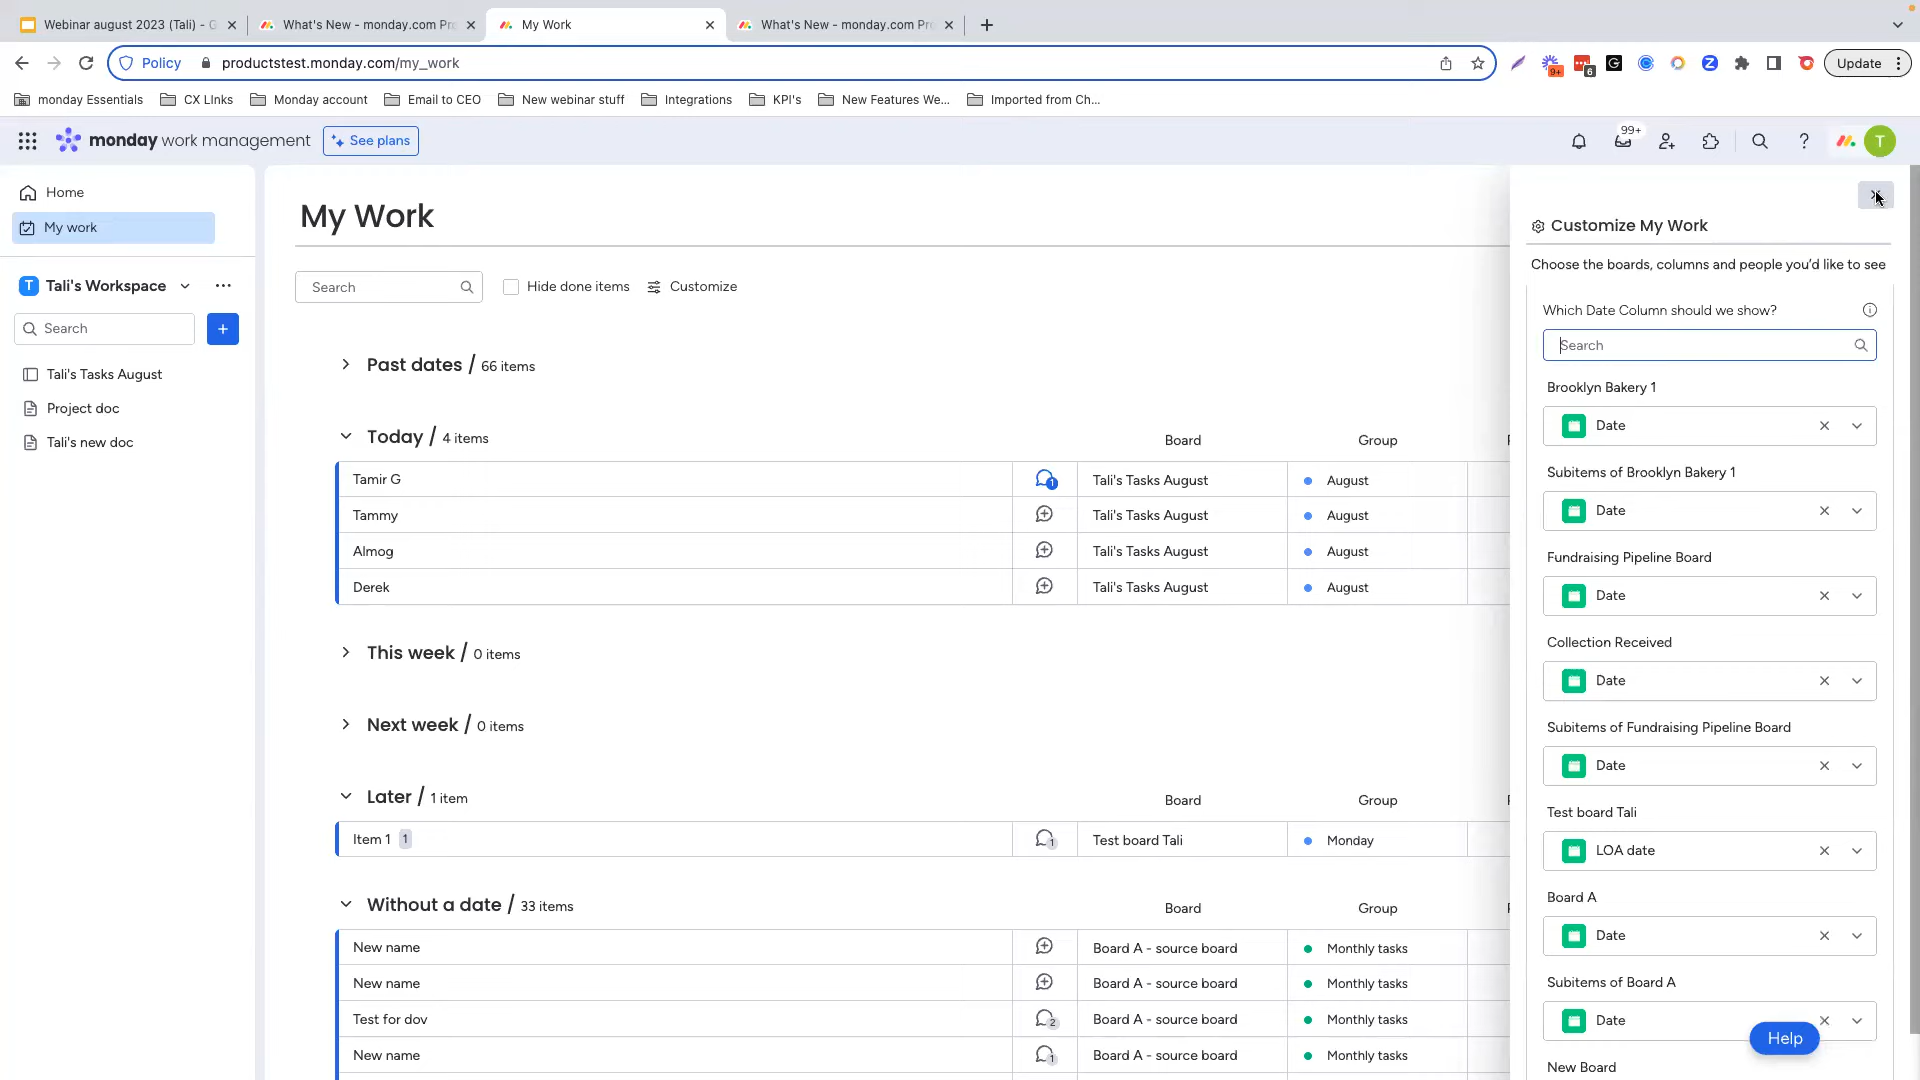 Webinar august 2023 (Tali) - G
What's New - monday.com Pro
My Work
What's New - monday.com Pro
Policy
productstest.monday.com/my_work
9+
6
Update
monday Essentials
CX LInks
Monday account
Email to CEO
New webinar stuff
Integrations
KPI's
New Features We...
Imported from Ch...
monday work management
See plans
99+
T
Home
My work
T Tali's Workspace
Search
Tali's Tasks August
Project doc
Tali's new doc
My Work
Search
Hide done items
Customize
Past dates / 66 items
Today / 4 items
Board
Group
Tamir G
1
Tali's Tasks August
August
Tammy
Tali's Tasks August
August
Almog
Tali's Tasks August
August
Derek
Tali's Tasks August
August
This week / 0 items
Next week / 0 items
Later / 1 item
Board
Group
Item 1 1
1
Test board Tali
Monday
Without a date / 33 items
Board
Group
New name
Board A - source board
Monthly tasks
New name
Board A - source board
Monthly tasks
Test for dov
2
Board A - source board
Monthly tasks
New name
1
Board A - source board
Monthly tasks
Customize My Work
Choose the boards, columns and people you'd like to see
Which Date Column should we show?
Search
Brooklyn Bakery 1
Date
Subitems of Brooklyn Bakery 1
Date
Fundraising Pipeline Board
Date
Collection Received
Date
Subitems of Fundraising Pipeline Board
Date
Test board Tali
LOA date
Board A
Date
Subitems of Board A
Date
Help
New Board